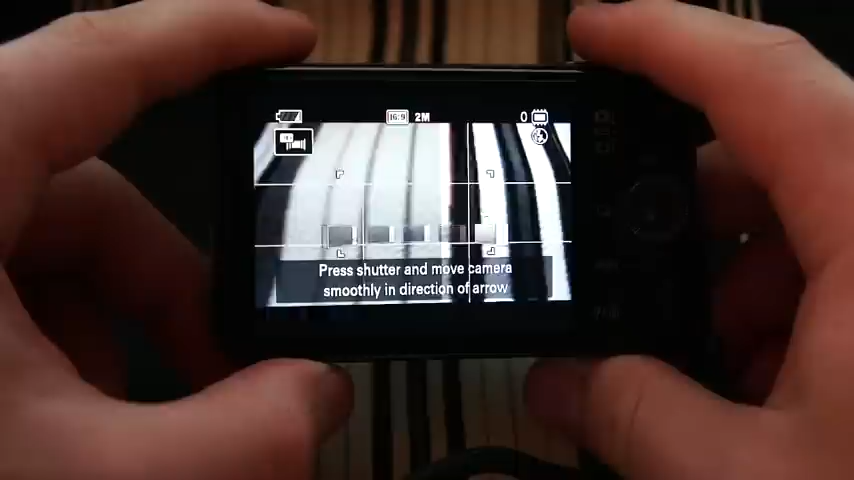 16:9 2M 0
Press shutter and move camera
smoothly in direction of arrow